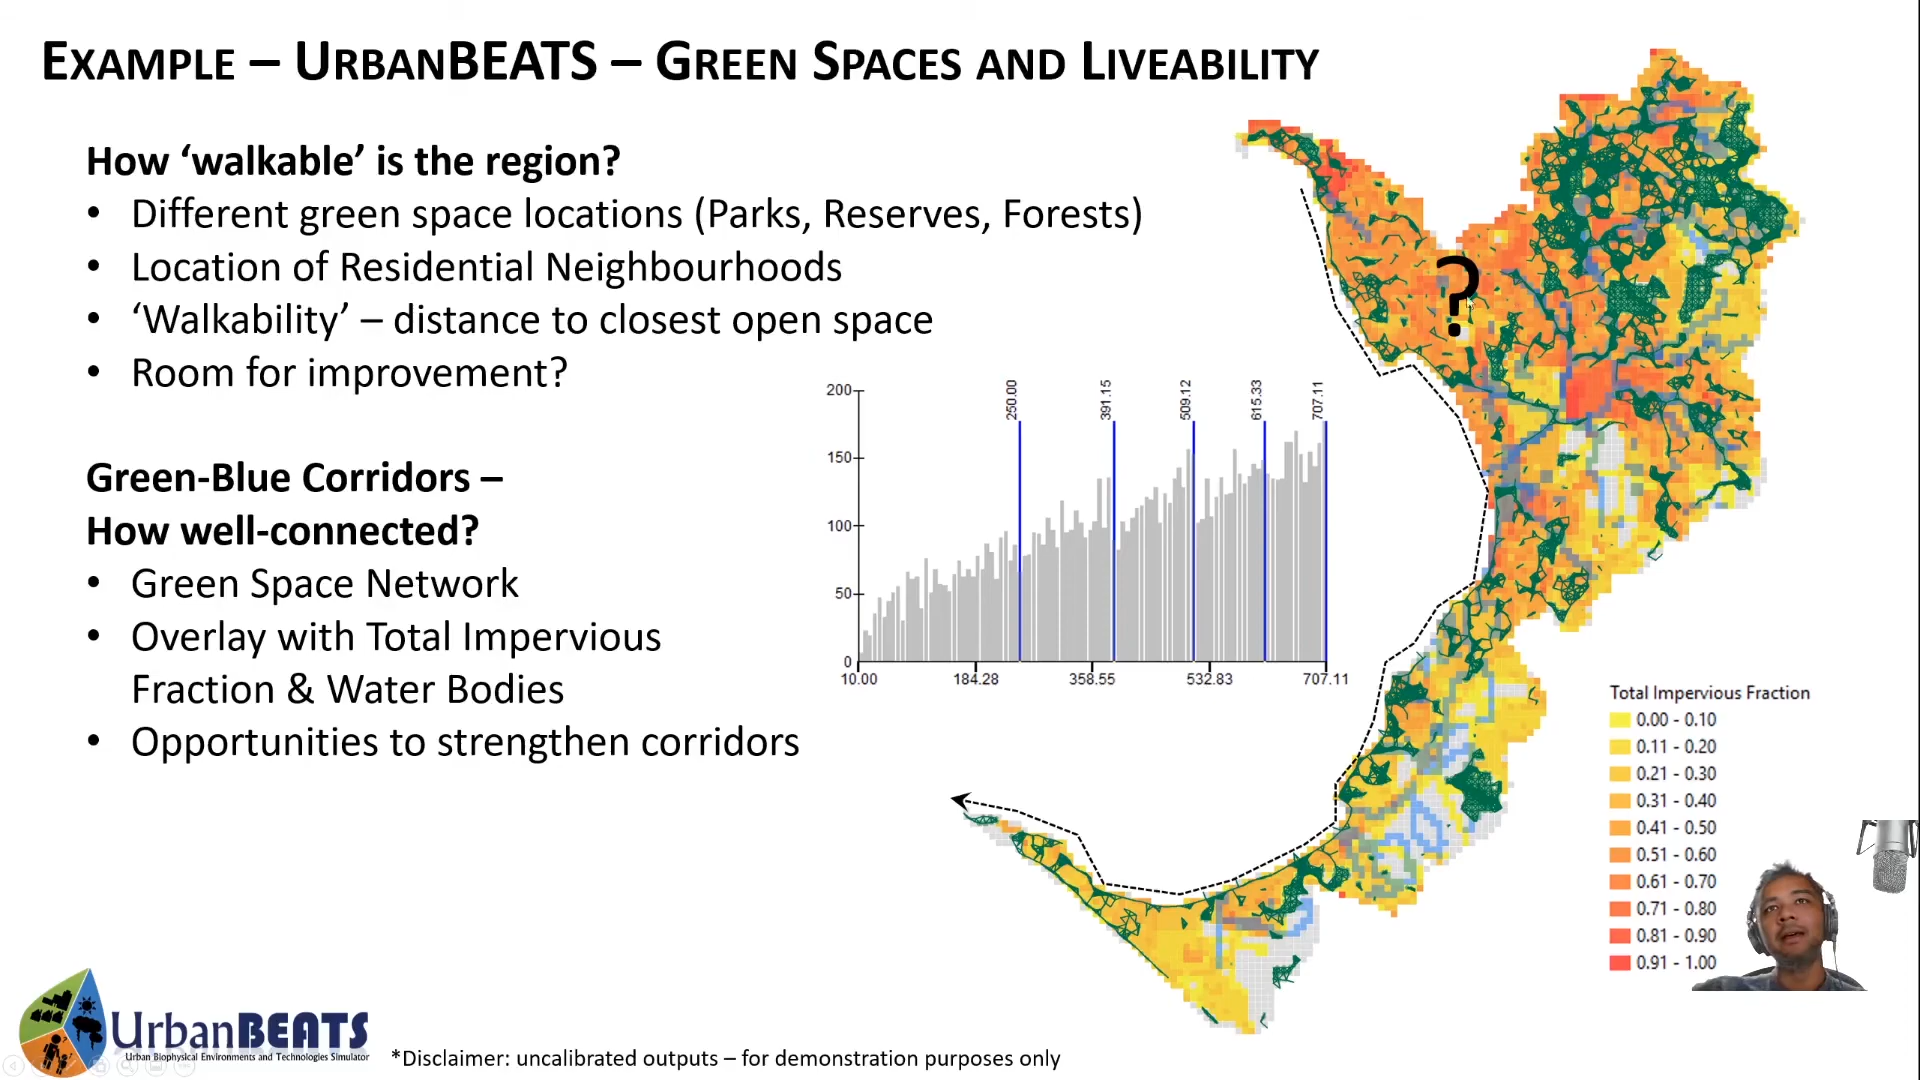 EXAMPLE – URBANBEATS – GREEN SPACES AND LIVEABILITY
How ‘walkable’ is the region?
• Different green space locations (Parks, Reserves, Forests)
• Location of Residential Neighbourhoods
• ‘Walkability’ – distance to closest open space
• Room for improvement?
Green-Blue Corridors –
How well-connected?
• Green Space Network
• Overlay with Total Impervious
Fraction & Water Bodies
• Opportunities to strengthen corridors
250.00
391.15
509.12
615.33
707.11
200
150
100
50
0
10.00
184.28
358.55
532.83
707.11
?
Total Impervious Fraction
0.00 - 0.10
0.11 - 0.20
0.21 - 0.30
0.31 - 0.40
0.41 - 0.50
0.51 - 0.60
0.61 - 0.70
0.71 - 0.80
0.81 - 0.90
0.91 - 1.00
UrbanBEATS
Urban Biophysical Environments and Technologies Simulator
*Disclaimer: uncalibrated outputs – for demonstration purposes only